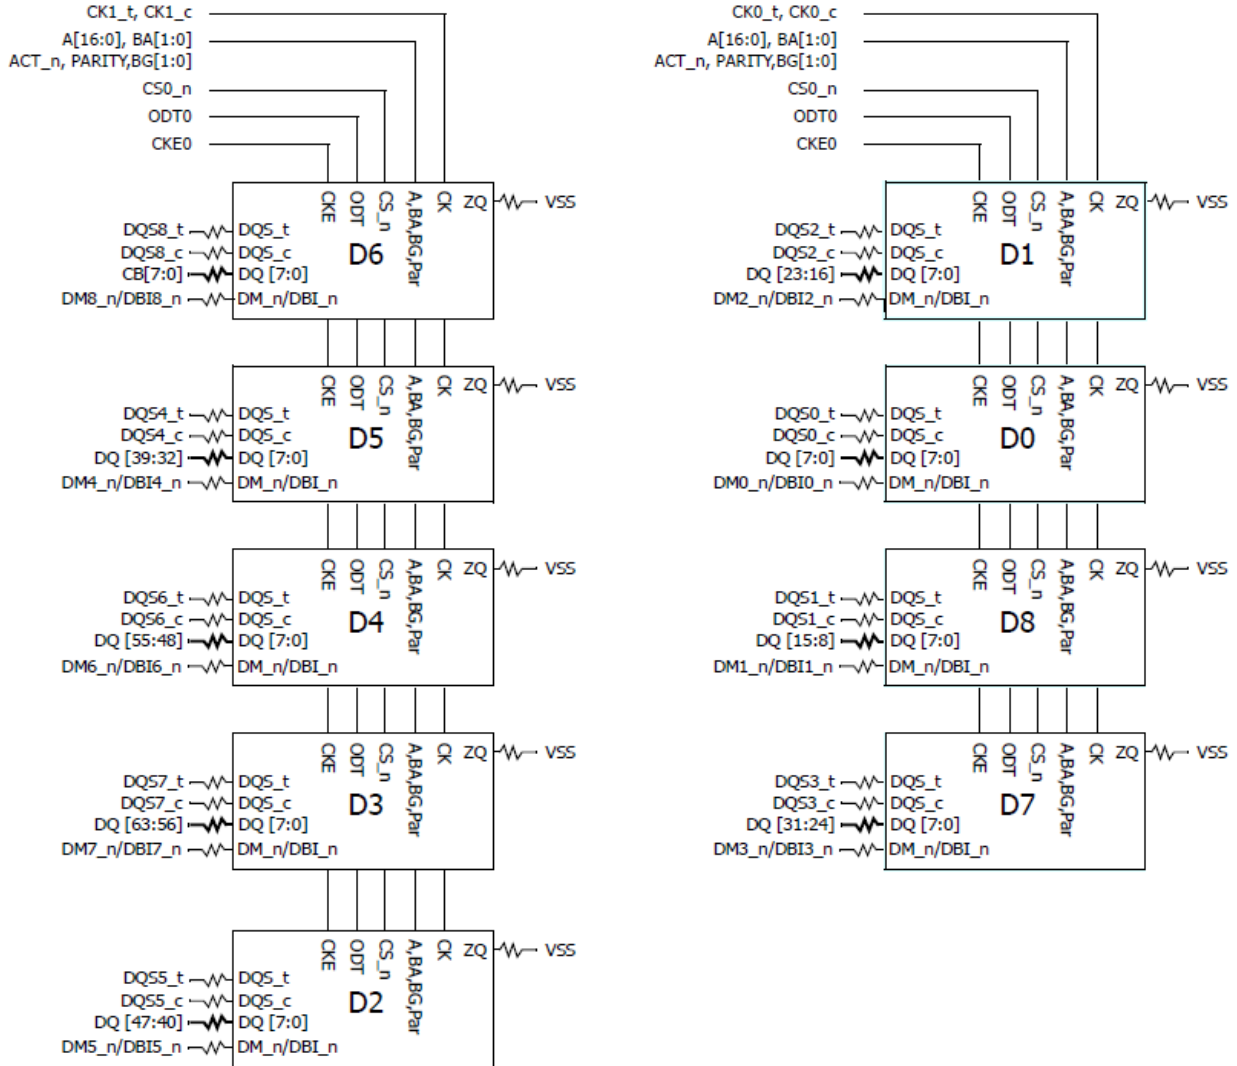 CK1_t, CK1_c
A[16:0], BA[1:0]
ACT_n, PARITY,BG[1:0]
CS0_n
ODT0
CKE0
CKE
ODT
CS_n
A,BA,BG,Par
CK
ZQ
VSS
DQS8_t
DQS_t
D6
DQS8_c
DQS_c
CB[7:0]
DQ [7:0]
DM8_n/DBI8_n
DM_n/DBI_n
CKE
ODT
CS_n
A,BA,BG,Par
CK
ZQ
VSS
DQS4_t
DQS_t
D5
DQS4_c
DQS_c
DQ [39:32]
DQ [7:0]
DM4_n/DBI4_n
DM_n/DBI_n
CKE
ODT
CS_n
A,BA,BG,Par
CK
ZQ
VSS
DQS6_t
DQS_t
D4
DQS6_c
DQS_c
DQ [55:48]
DQ [7:0]
DM6_n/DBI6_n
DM_n/DBI_n
CKE
ODT
CS_n
A,BA,BG,Par
CK
ZQ
VSS
DQS7_t
DQS_t
D3
DQS7_c
DQS_c
DQ [63:56]
DQ [7:0]
DM7_n/DBI7_n
DM_n/DBI_n
CKE
ODT
CS_n
A,BA,BG,Par
CK
ZQ
VSS
DQS5_t
DQS_t
D2
DQS5_c
DQS_c
DQ [47:40]
DQ [7:0]
DM5_n/DBI5_n
DM_n/DBI_n
CK0_t, CK0_c
A[16:0], BA[1:0]
ACT_n, PARITY,BG[1:0]
CS0_n
ODT0
CKE0
CKE
ODT
CS_n
A,BA,BG,Par
CK
ZQ
VSS
DQS2_t
DQS_t
D1
DQS2_c
DQS_c
DQ [23:16]
DQ [7:0]
DM2_n/DBI2_n
DM_n/DBI_n
CKE
ODT
CS_n
A,BA,BG,Par
CK
ZQ
VSS
DQS0_t
DQS_t
D0
DQS0_c
DQS_c
DQ [7:0]
DQ [7:0]
DM0_n/DBI0_n
DM_n/DBI_n
CKE
ODT
CS_n
A,BA,BG,Par
CK
ZQ
VSS
DQS1_t
DQS_t
D8
DQS1_c
DQS_c
DQ [15:8]
DQ [7:0]
DM1_n/DBI1_n
DM_n/DBI_n
CKE
ODT
CS_n
A,BA,BG,Par
CK
ZQ
VSS
DQS3_t
DQS_t
D7
DQS3_c
DQS_c
DQ [31:24]
DQ [7:0]
DM3_n/DBI3_n
DM_n/DBI_n